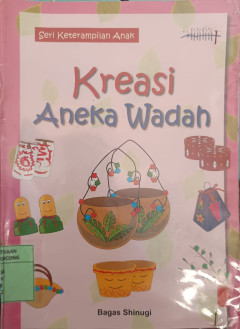 Seri Keterampilan Anak
Kreasi
Aneka Wadah
Bagas Shinugi